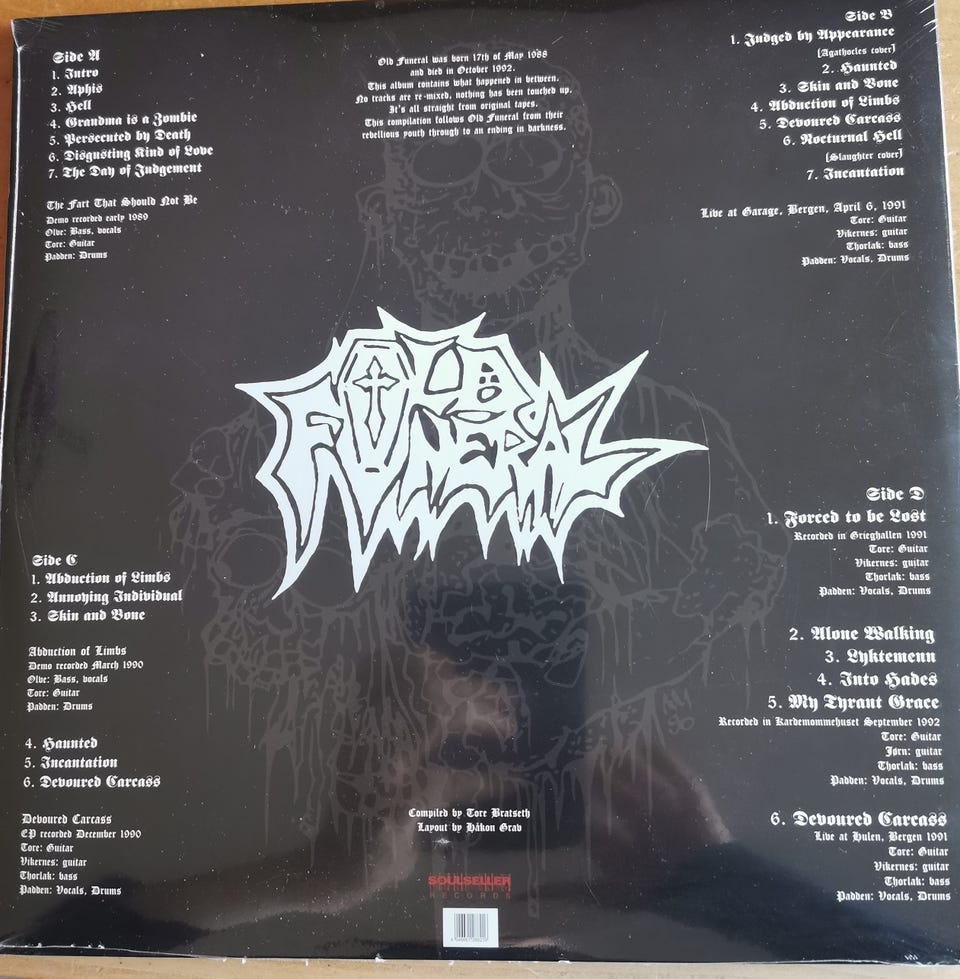 Side A
1. Intro
2. Aphis
3. Hell
4. Grandma is a Zombie
5. Persecuted by Death
6. Disgusting Kind of Love
7. The Day of Judgement
The Fart That Should Not Be
Demo recorded early 1989
Olve: Bass, vocals
Tore: Guitar
Padden: Drums
Old Funeral was born 17th of May 1988
and died in October 1992.
This album contains what happened in between.
No tracks are re-mixed, nothing has been touched up.
It's all straight from original tapes.
This compilation follows Old Funeral from their
rebellious youth through to an ending in darkness.
Side B
1. Judged by Appearance
(Agathocles cover)
2. Haunted
3. Skin and Bone
4. Abduction of Limbs
5. Devoured Carcass
6. Nocturnal Hell
(Slaughter cover)
7. Incantation
Live at Garage, Bergen, April 6, 1991
Tore: Guitar
Vikernes: guitar
Thorlak: bass
Padden: Vocals, Drums
OLD
FUNERAL
Side C
1. Abduction of Limbs
2. Annoying Individual
3. Skin and Bone
Abduction of Limbs
Demo recorded March 1990
Olve: Bass, vocals
Tore: Guitar
Padden: Drums
4. Haunted
5. Incantation
6. Devoured Carcass
Devoured Carcass
EP recorded December 1990
Tore: Guitar
Vikernes: guitar
Thorlak: bass
Padden: Vocals, Drums
Side D
1. Forced to be Lost
Recorded in Grieghallen 1991
Tore: Guitar
Vikernes: guitar
Thorlak: bass
Padden: Vocals, Drums
2. Alone Walking
3. Lyktemenn
4. Into Hades
5. My Tyrant Grace
Recorded in Kardemommehuset September 1992
Tore: Guitar
Jørn: guitar
Thorlak: bass
Padden: Vocals, Drums
6. Devoured Carcass
Live at Hulen, Bergen 1991
Tore: Guitar
Vikernes: guitar
Thorlak: bass
Padden: Vocals, Drums
Compiled by Tore Bratseth
Layout by Håkon Grav
SOULSELLER
RECORDS